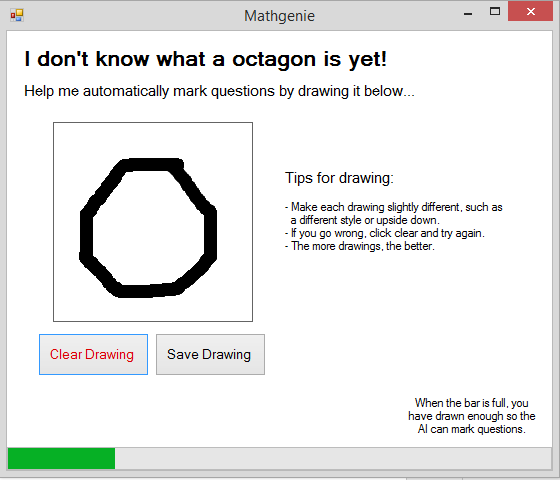 Mathgenie
I don't know what a octagon is yet!
Help me automatically mark questions by drawing it below...
Tips for drawing:
- Make each drawing slightly different, such as
a different style or upside down.
- If you go wrong, click clear and try again.
- The more drawings, the better.
Clear Drawing
Save Drawing
When the bar is full, you
have drawn enough so the
AI can mark questions.